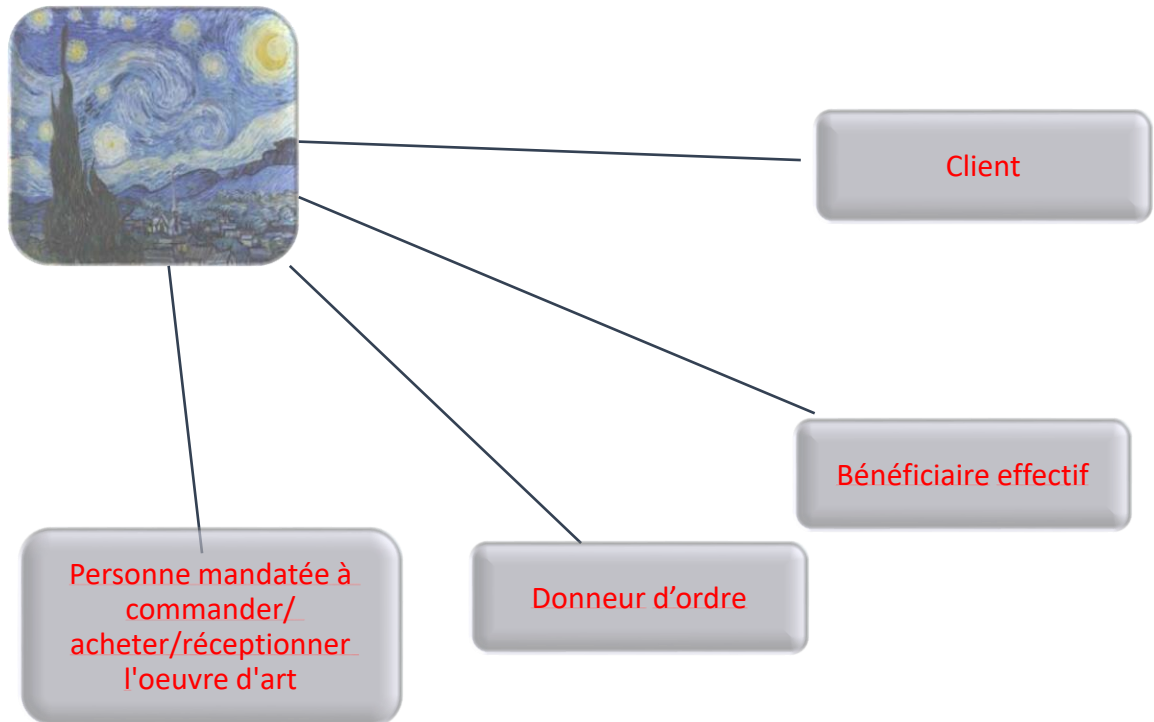 Client
Bénéficiaire effectif
Donneur d’ordre
Personne mandatée à
commander/
acheter/réceptionner
l'oeuvre d'art